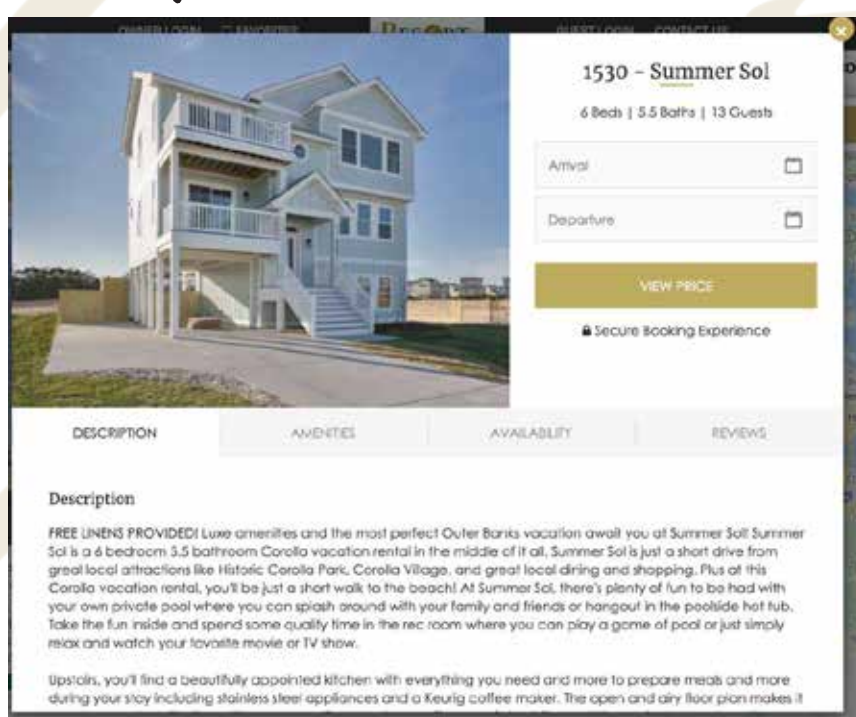 OWNER LOGIN FAVORITES RESORT GUEST LOGIN CONTACT US
1530 – Summer Sol
6 Beds | 5.5 Baths | 13 Guests
Arrival
Departure
VIEW PRICE
Secure Booking Experience
DESCRIPTION AMENITIES AVAILABILITY REVIEWS
Description
FREE LINENS PROVIDED! Luxe amenities and the most perfect Outer Banks vacation await you at Summer Sol! Summer
Sol is a 6 bedroom 5.5 bathroom Corolla vacation rental in the middle of it all. Summer Sol is just a short drive from
great local attractions like Historic Corolla Park, Corolla Village, and great local dining and shopping. Plus at this
Corolla vacation rental, you'll be just a short walk to the beach! At Summer Sol, there's plenty of fun to be had with
your own private pool where you can splash around with your family and friends or hangout in the poolside hot tub.
Take the fun inside and spend some quality time in the rec room where you can play a game of pool or just simply
relax and watch your favorite movie or TV show.
Upstairs, you'll find a beautifully appointed kitchen with everything you need and more to prepare meals and more
during your stay including stainless steel appliances and a Keurig coffee maker. The open and airy floor plan makes it